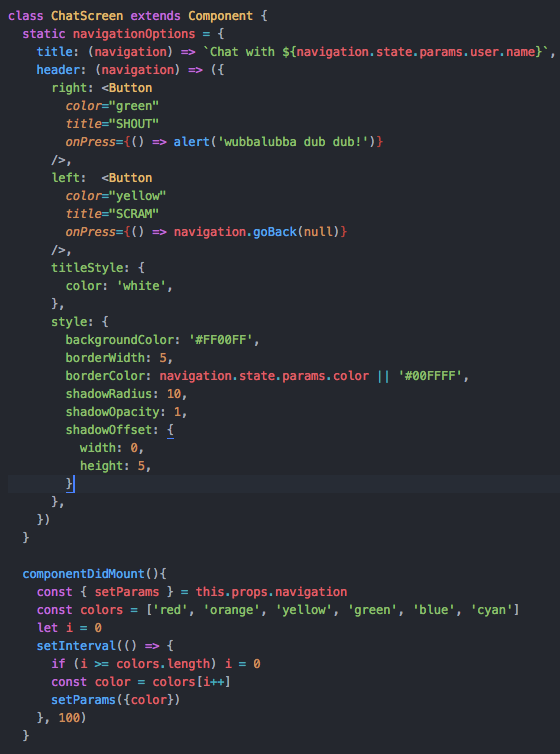 class ChatScreen extends Component {
  static navigationOptions = {
    title: (navigation) => `Chat with ${navigation.state.params.user.name}`,
    header: (navigation) => ({
      right: <Button
        color="green"
        title="SHOUT"
        onPress={() => alert('wubbalubba dub dub!')}
      />,
      left:  <Button
        color="yellow"
        title="SCRAM"
        onPress={() => navigation.goBack(null)}
      />,
      titleStyle: {
        color: 'white',
      },
      style: {
        backgroundColor: '#FF00FF',
        borderWidth: 5,
        borderColor: navigation.state.params.color || '#00FFFF',
        shadowRadius: 10,
        shadowOpacity: 1,
        shadowOffset: {
          width: 0,
          height: 5,
        }
      },
    })
  }

  componentDidMount(){
    const { setParams } = this.props.navigation
    const colors = ['red', 'orange', 'yellow', 'green', 'blue', 'cyan']
    let i = 0
    setInterval(() => {
      if (i >= colors.length) i = 0
      const color = colors[i++]
      setParams({color})
    }, 100)
  }